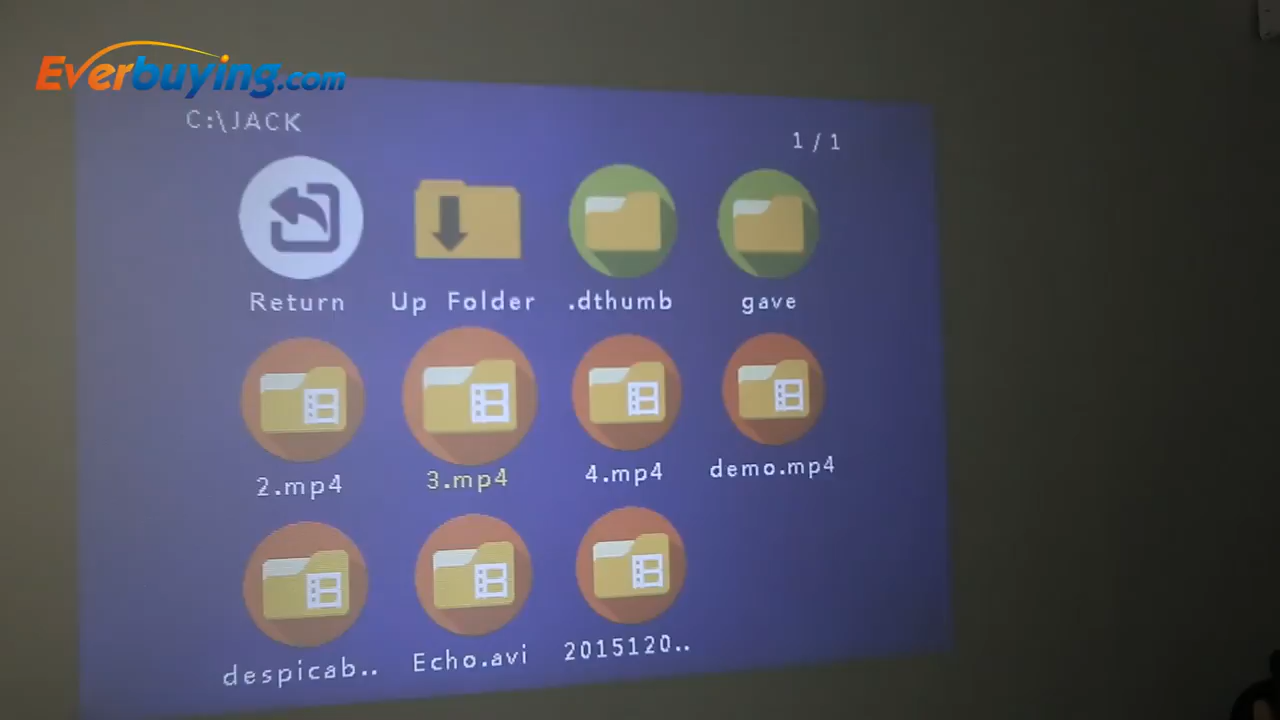 Everbuying.com
C:\JACK
1 / 1
Return Up Folder .dthumb gave
2.mp4 3.mp4 4.mp4 demo.mp4
despicab.. Echo.avi 2015120..